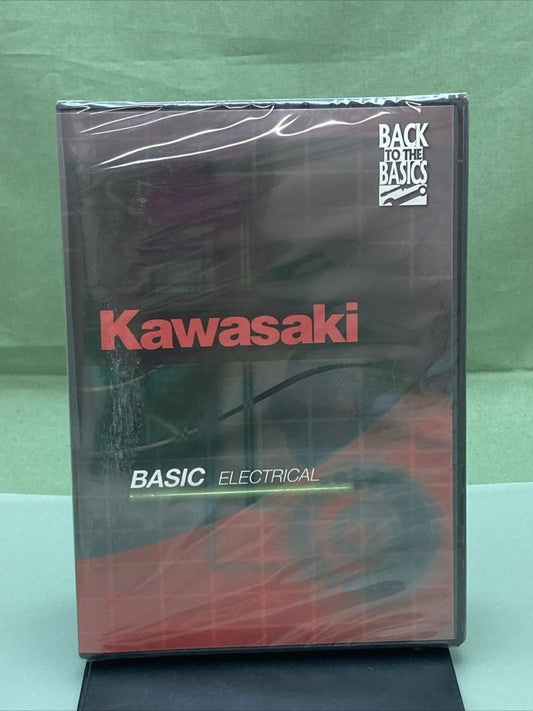 BACK
TO THE
BASICS
Kawasaki
BASIC ELECTRICAL